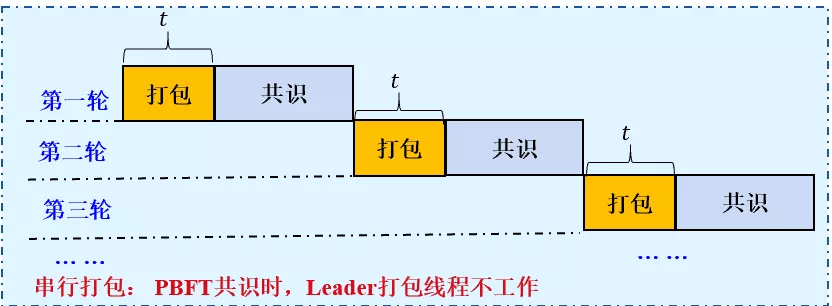 t
第一轮 打包 共识
t
第二轮 打包 共识
t
第三轮 打包 共识
… … … …
串行打包： PBFT共识时，Leader打包线程不工作